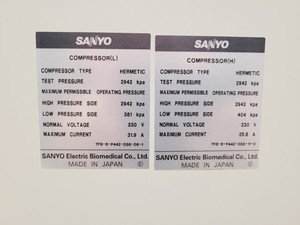 SANYO
COMPRESSOR(L)
COMPRESSOR TYPE HERMETIC
TEST PRESSURE 2942 kpa
MAXIMUM PERMISSIBLE OPERATING PRESSURE
HIGH PRESSURE SIDE 2942 kpa
LOW PRESSURE SIDE 381 kpa
NORMAL VOLTAGE 230 V
MAXIMUM CURRENT 31.9 A
SANYO Electric Biomedical Co., Ltd.
MADE IN JAPAN
SANYO
COMPRESSOR(H)
COMPRESSOR TYPE HERMETIC
TEST PRESSURE 2942 kpa
MAXIMUM PERMISSIBLE OPERATING PRESSURE
HIGH PRESSURE SIDE 2942 kpa
LOW PRESSURE SIDE 404 kpa
NORMAL VOLTAGE 230 V
MAXIMUM CURRENT 25.8 A
SANYO Electric Biomedical Co., Ltd.
MADE IN JAPAN